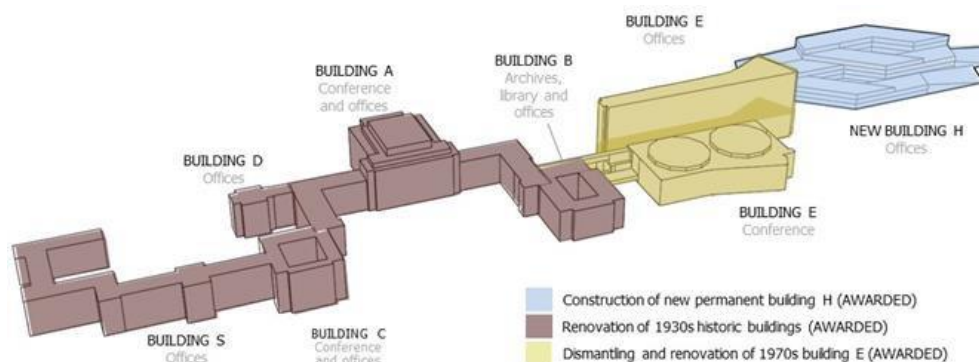 BUILDING E
Offices
BUILDING A
Conference
and offices
BUILDING B
Archives,
library and
offices
NEW BUILDING H
Offices
BUILDING D
Offices
BUILDING E
Conference
Construction of new permanent building H (AWARDED)
Renovation of 1930s historic buildings (AWARDED)
Dismantling and renovation of 1970s building E (AWARDED)
BUILDING S
Offices
BUILDING C
Conference
and offices